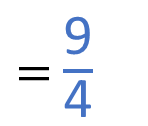 = 9/4